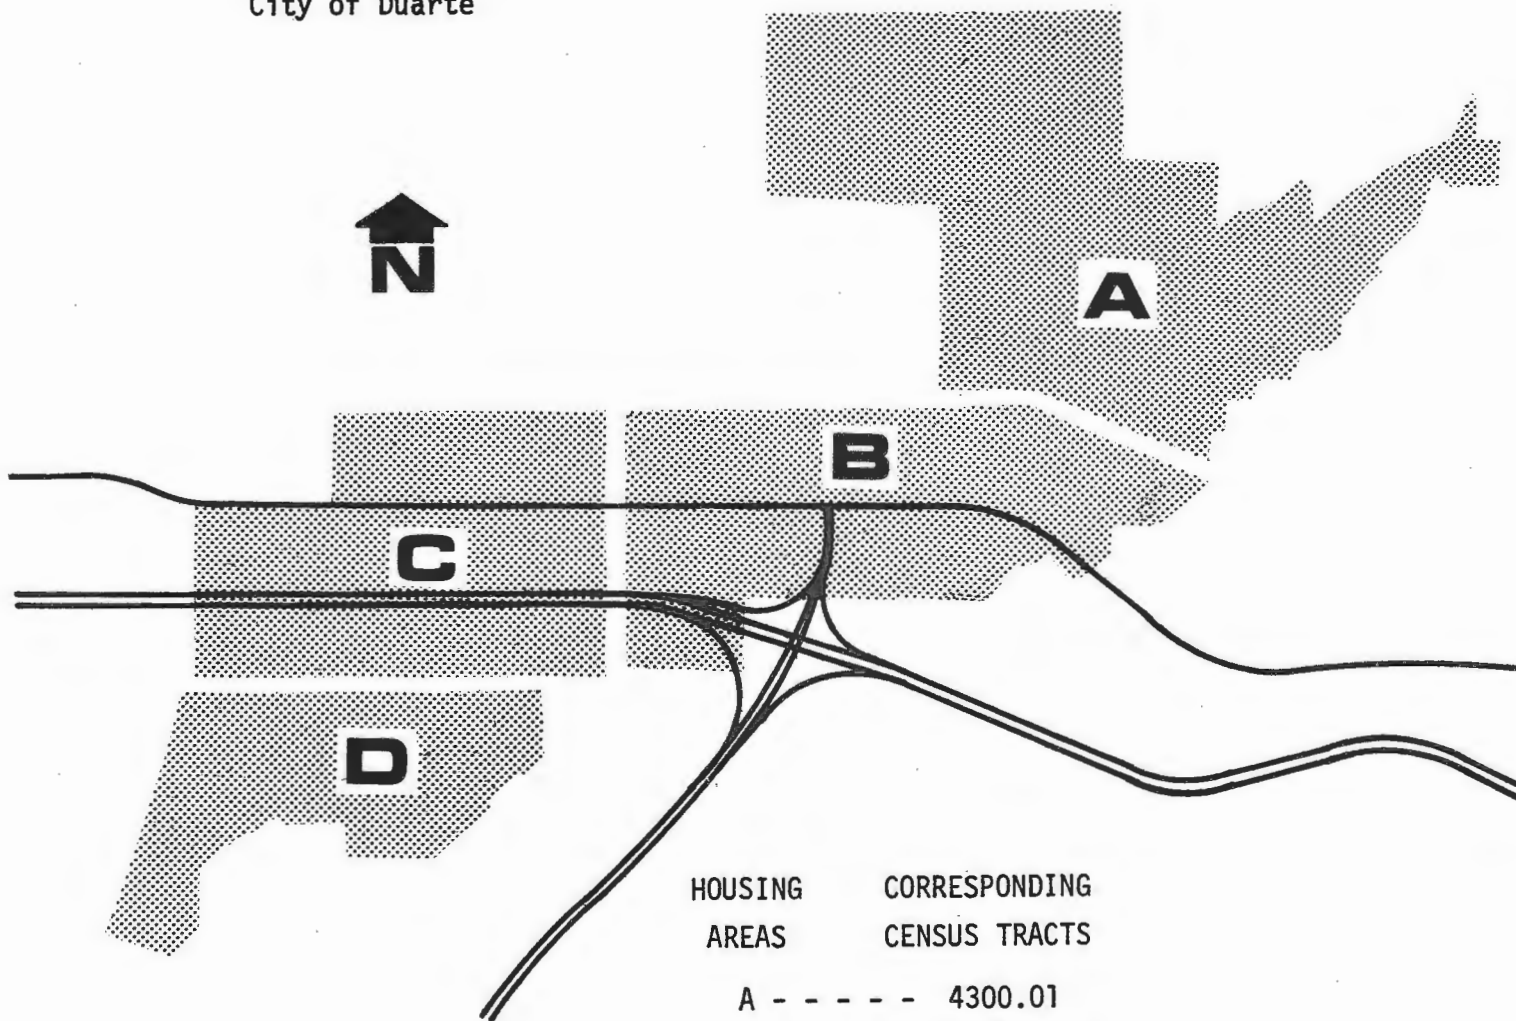 City of Duarte
N
A
B
C
D
HOUSING CORRESPONDING
AREAS CENSUS TRACTS
A - - - - - 4300.01